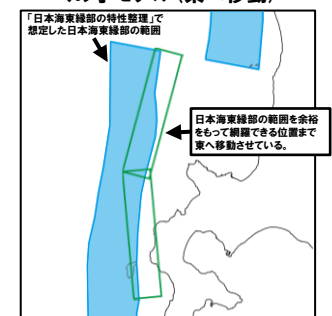 「日本海東縁部の特性整理」で
想定した日本海東縁部の範囲
日本海東縁部の範囲を余裕
をもって網羅できる位置まで
東へ移動させている。